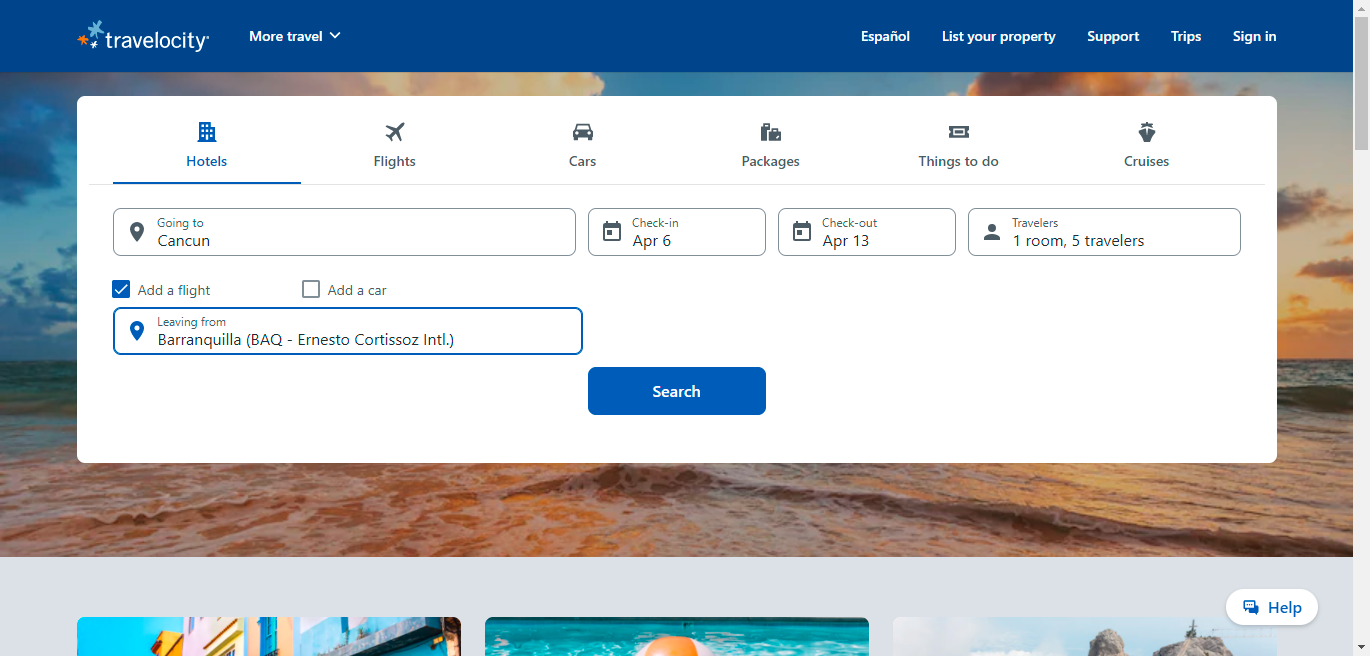 travelocity
More travel
Español
List your property
Support
Trips
Sign in
Hotels
Flights
Cars
Packages
Things to do
Cruises
Going to
Cancun
Check-in
Apr 6
Check-out
Apr 13
Travelers
1 room, 5 travelers
Add a flight
Add a car
Leaving from
Barranquilla (BAQ - Ernesto Cortissoz Intl.)
Search
Help